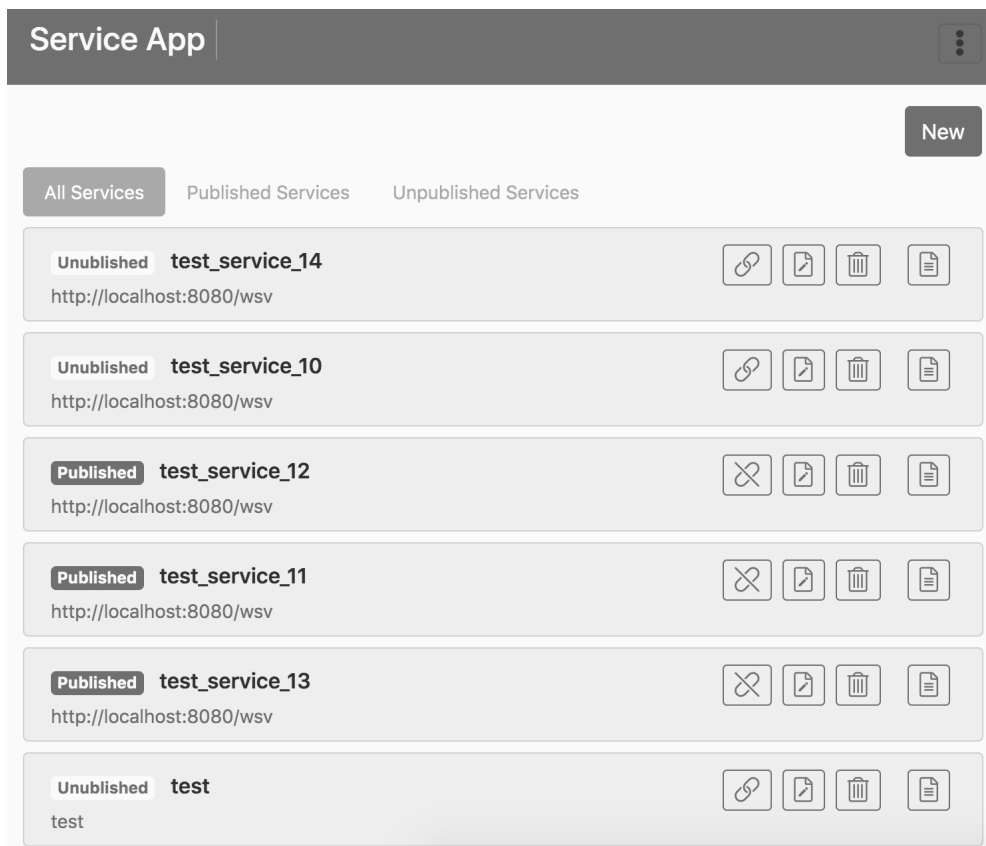 Service App
New
All Services Published Services Unpublished Services
Unublished test_service_14
http://localhost:8080/wsv
Unublished test_service_10
http://localhost:8080/wsv
Published test_service_12
http://localhost:8080/wsv
Published test_service_11
http://localhost:8080/wsv
Published test_service_13
http://localhost:8080/wsv
Unublished test
test